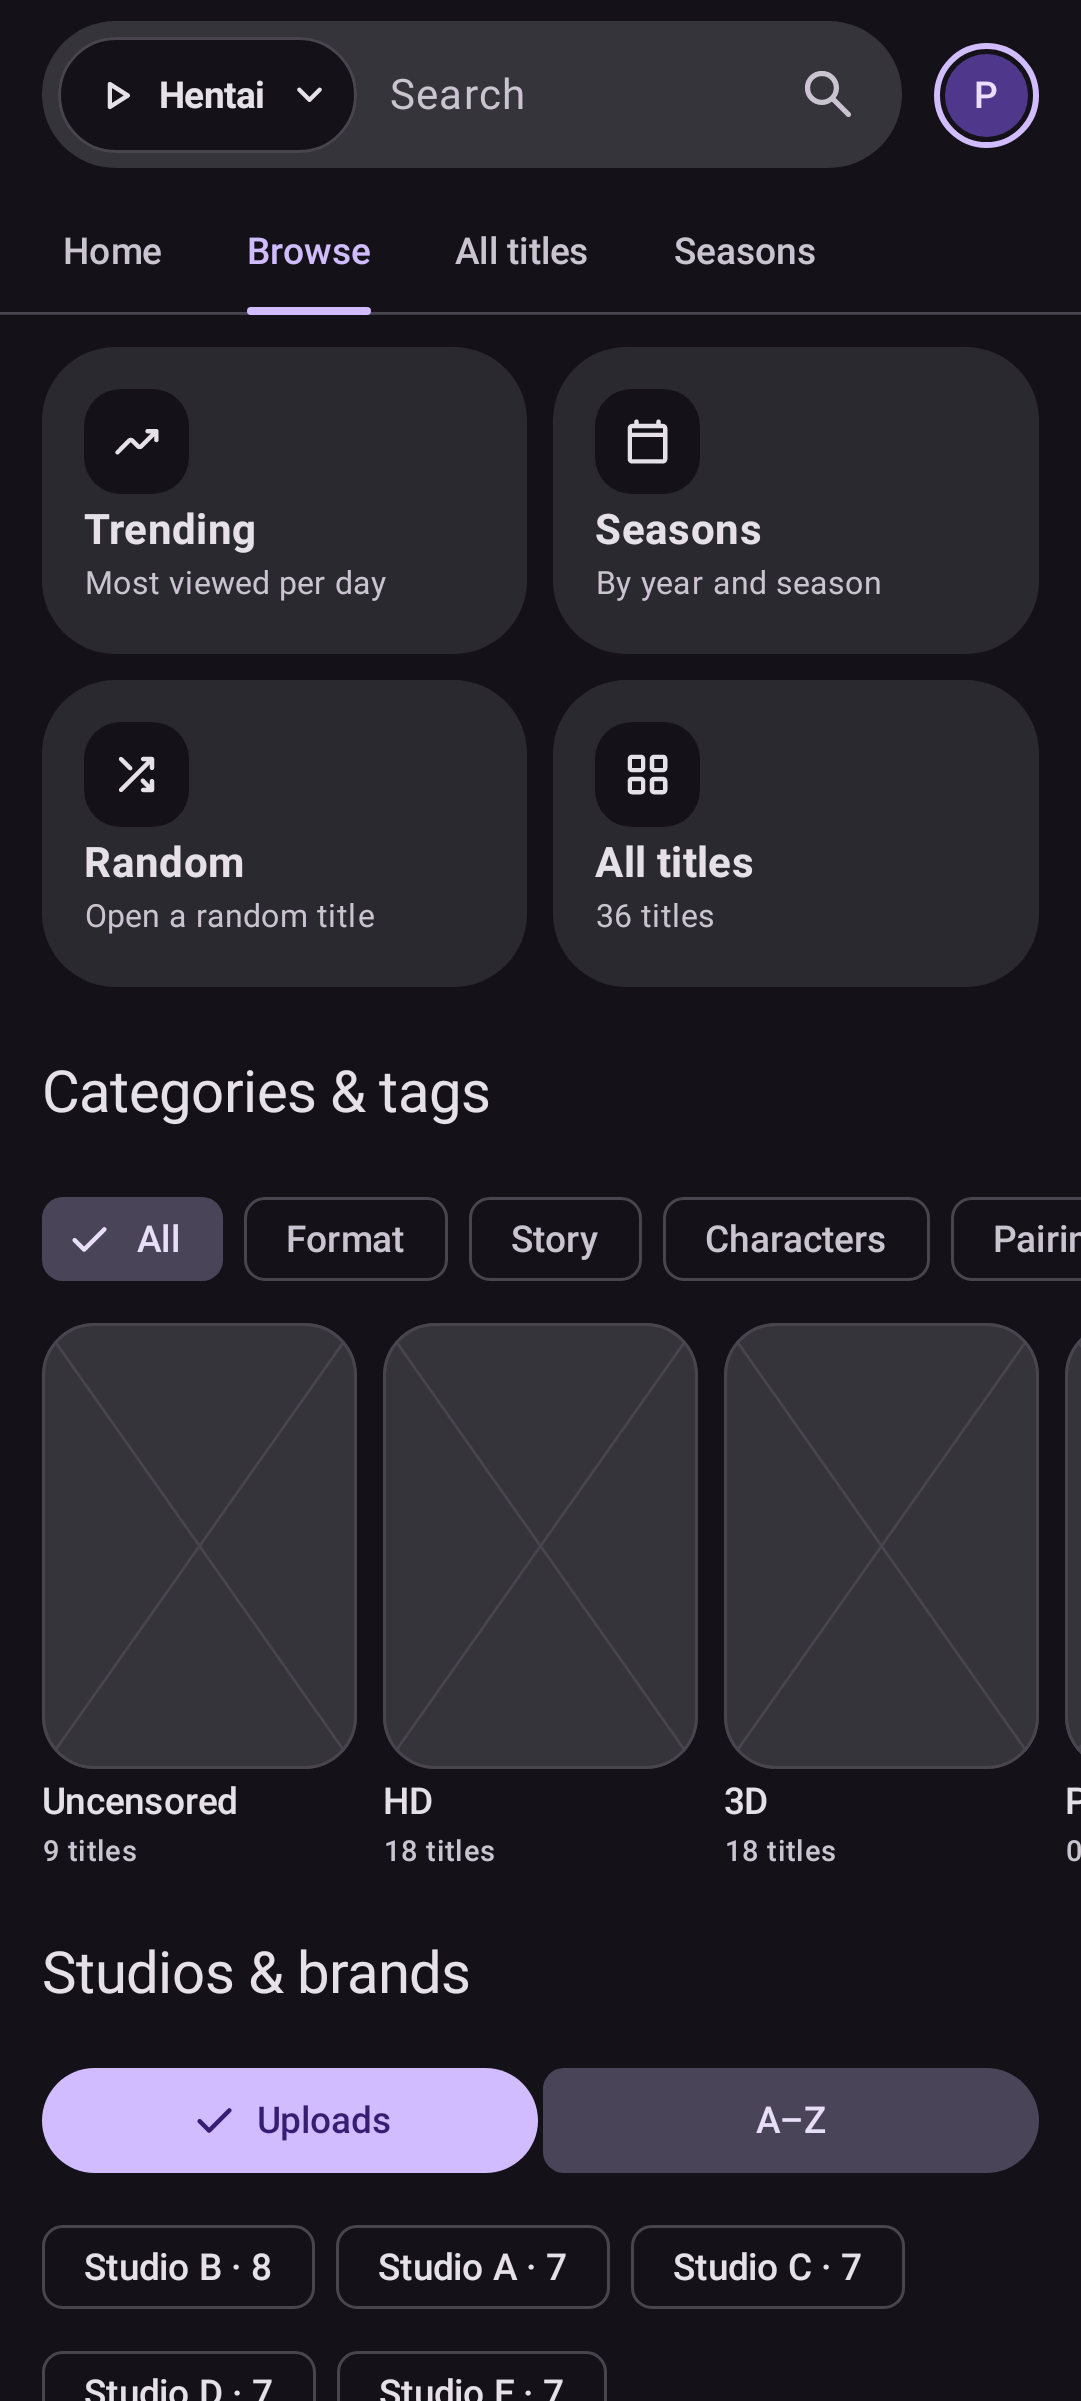 Hentai
Search
P
Home
Browse
All titles
Seasons
Trending
Most viewed per day
Seasons
By year and season
Random
Open a random title
All titles
36 titles
Categories & tags
All
Format
Story
Characters
Uncensored
9 titles
HD
18 titles
3D
18 titles
Studios & brands
Uploads
A–Z
Studio B · 8
Studio A · 7
Studio C · 7
Studio D · 7